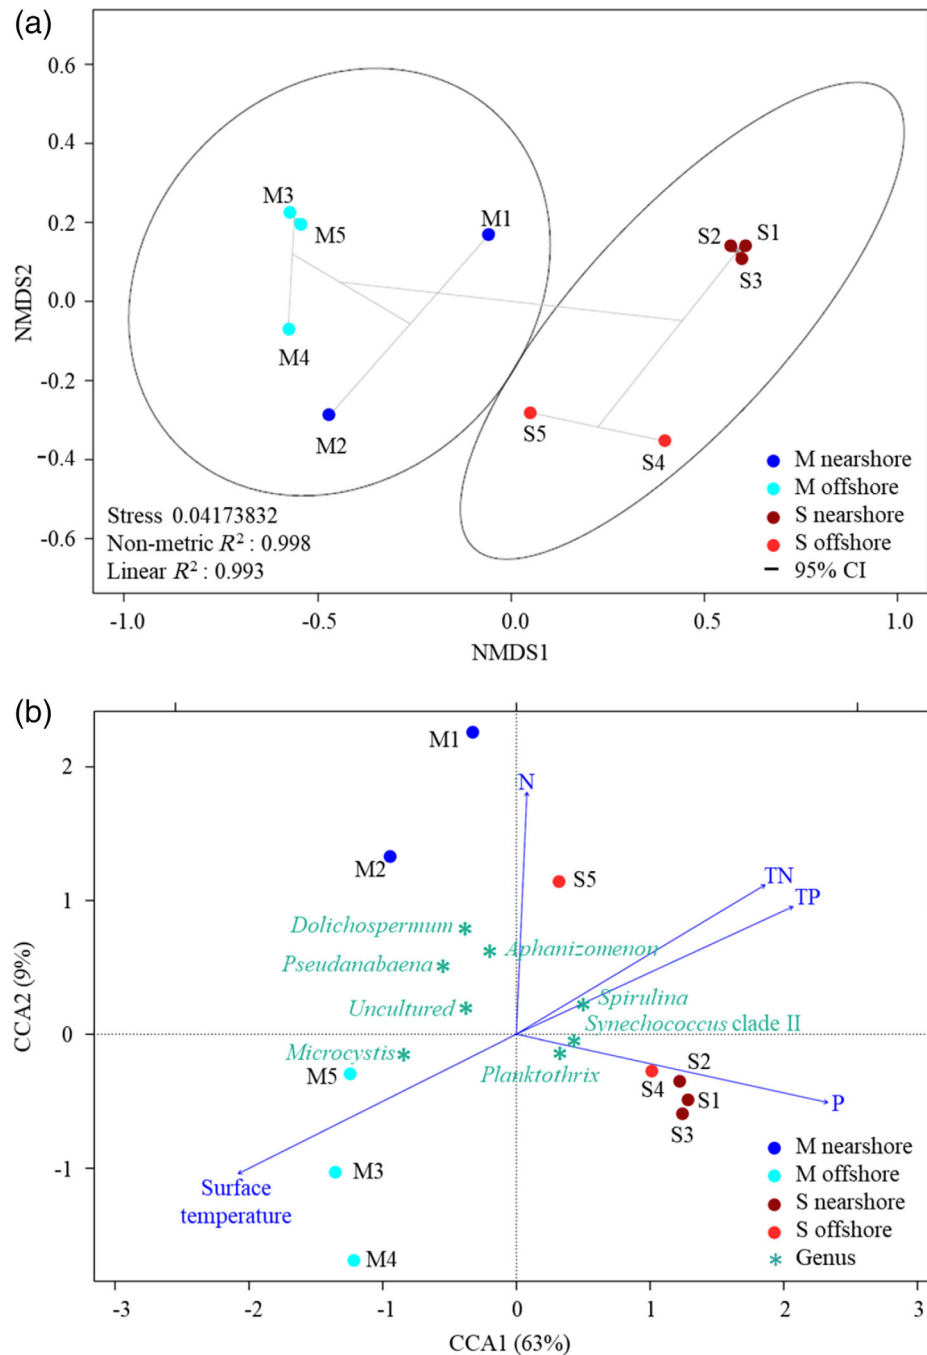 (a)
0.6
0.4
0.2
0.0
-0.2
-0.4
-0.6
NMDS2
M3
M5
M1
M4
M2
S2 S1
S3
S5
S4
Stress 0.04173832
Non-metric R² : 0.998
Linear R² : 0.993
M nearshore
M offshore
S nearshore
S offshore
95% CI
-1.0 -0.5 0.0 0.5 1.0
NMDS1
(b)
2
1
0
-1
CCA2 (9%)
M1
N
M2
S5
TN
TP
Dolichospermum
Aphanizomenon
Pseudanabaena
Uncultured
Spirulina
Synechococcus clade II
Microcystis
Planktothrix
M5
S2
S4
S1
S3
P
M3
Surface
temperature
M4
M nearshore
M offshore
S nearshore
S offshore
Genus
-3 -2 -1 0 1 2 3
CCA1 (63%)